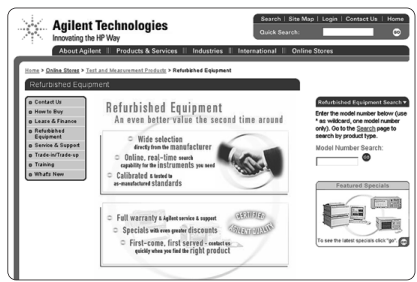 Agilent Technologies
Innovating the HP Way
Search | Site Map | Login | Contact Us | Home
Quick Search:
GO
About Agilent || Products & Services || Industries || International || Online Stores
Home > Online Stores > Test and Measurement Products > Refurbished Equipment
Refurbished Equipment
Contact Us
How to Buy
Lease & Finance
Refurbished
Equipment
Service & Support
Trade-in/Trade-up
Training
What's New
Refurbished Equipment
An even better value the second time around
Wide selection
directly from the manufacturer
Online, real-time search
capability for the instruments you need
Calibrated & tested to
as-manufactured standards
Full warranty & Agilent service & support
Specials with even greater discounts
First-come, first served - contact us
quickly when you find the right product
CERTIFIED
AGILENT QUALITY
Refurbished Equipment Search
Enter the model number below (use
* as wildcard, one model number
only). Go to the Search page to
search by product type.
Model Number Search:
Featured Specials
To see the latest specials click "go".